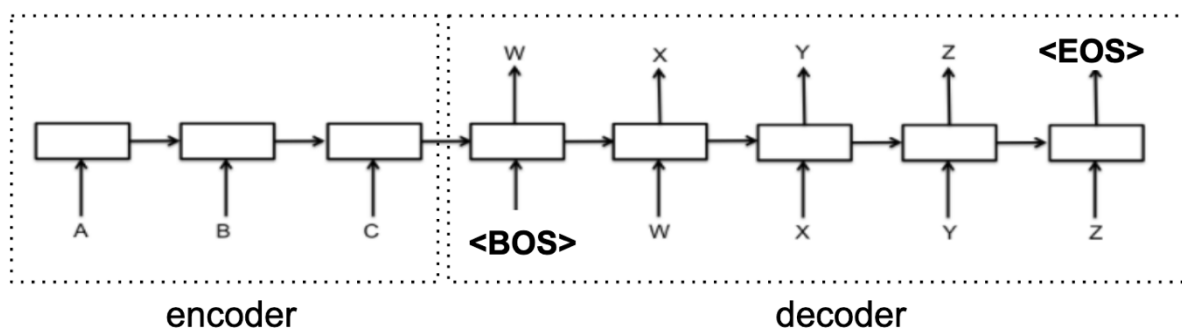 W X Y Z <EOS>
A B C <BOS> W X Y Z
encoder decoder